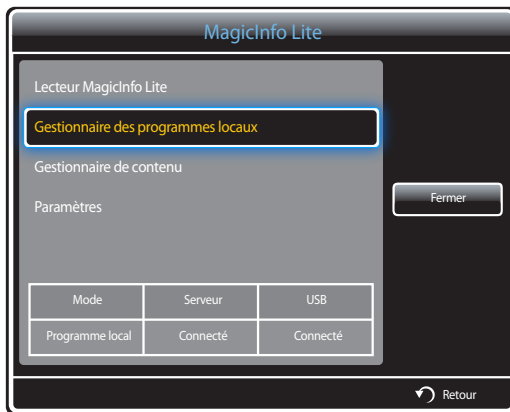 MagicInfo Lite
Lecteur MagicInfo Lite
Gestionnaire des programmes locaux
Gestionnaire de contenu
Paramètres
Fermer
Mode Serveur USB
Programme local Connecté Connecté
Retour